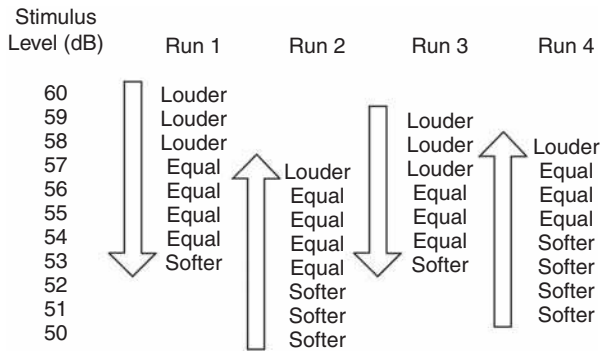 Stimulus
Level (dB) Run 1 Run 2 Run 3 Run 4
60 Louder
59 Louder Louder
58 Louder Louder Louder
57 Equal Louder Louder Equal
56 Equal Equal Equal Equal
55 Equal Equal Equal Equal
54 Equal Equal Equal Softer
53 Softer Equal Softer Softer
52 Softer Softer
51 Softer Softer
50 Softer